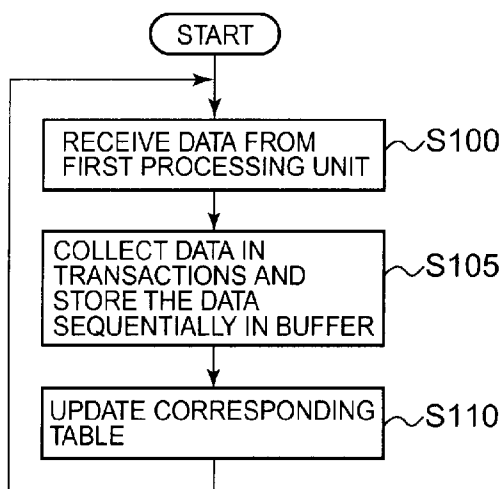 START
RECEIVE DATA FROM
FIRST PROCESSING UNIT
S100
COLLECT DATA IN
TRANSACTIONS AND
STORE THE DATA
SEQUENTIALLY IN BUFFER
S105
UPDATE CORRESPONDING
TABLE
S110